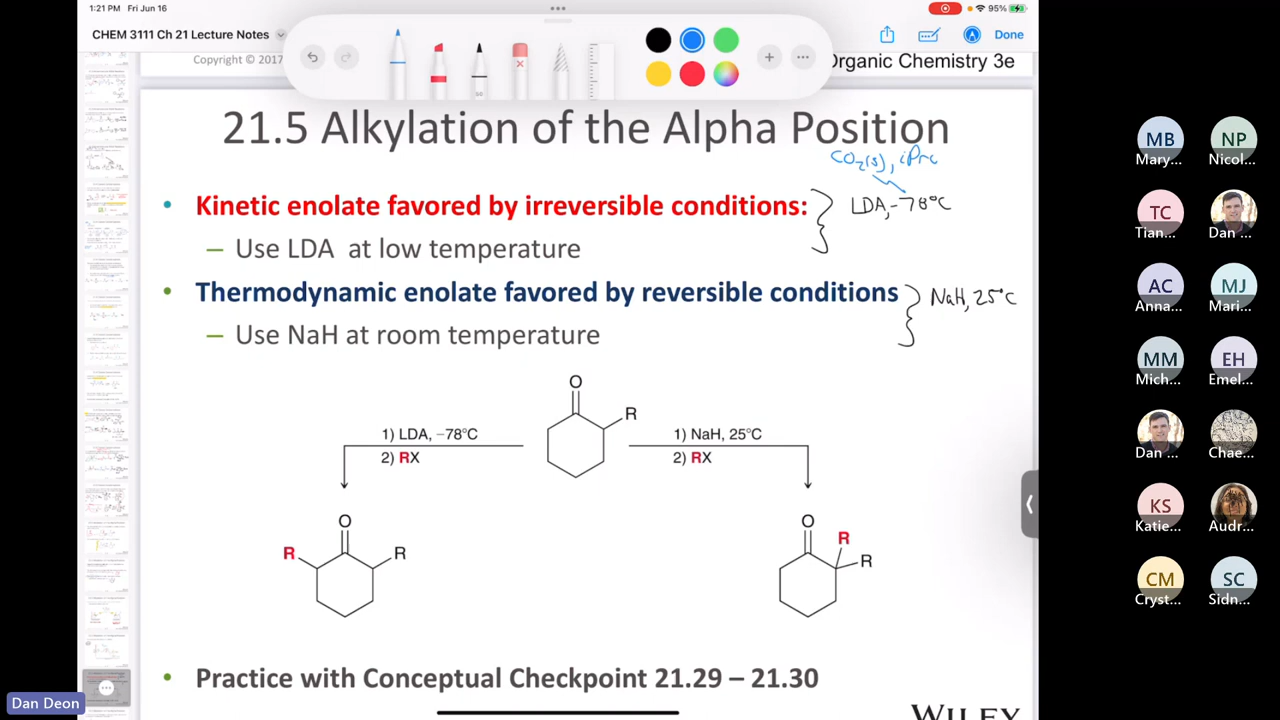 1:21 PM Fri Jun 16
95%
CHEM 3111 Ch 21 Lecture Notes
Done
Copyright © 2017
Organic Chemistry 3e
21.5 Alkylation of the Alpha Position
CO₂(s), iPr
• Kinetic enolate favored by irreversible conditions:
LDA, -78°C
– Use LDA at low temperature
• Thermodynamic enolate favored by reversible conditions
NaH, 25°C
– Use NaH at room temperature
O
R
1) LDA, −78°C
2) RX
1) NaH, 25°C
2) RX
O
R
R
O
R
R
• Practice with Conceptual Checkpoint 21.29 – 21.30
WILEY
MB
Mary...
NP
Nicol...
TC
Tian...
Dan ...
AC
Anna...
MJ
Mari...
MM
Mich...
EH
Emel...
Dan ...
Chae...
KS
Katie...
Audr...
CM
Cryst...
SC
Sidn...
Dan Deon